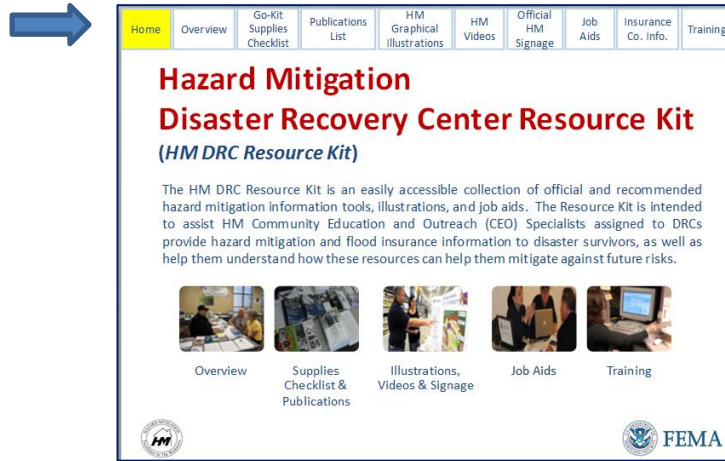 Home
Overview
Go-Kit
Supplies
Checklist
Publications
List
HM
Graphical
Illustrations
HM
Videos
Official
HM
Signage
Job
Aids
Insurance
Co. Info.
Training
Hazard Mitigation
Disaster Recovery Center Resource Kit
(HM DRC Resource Kit)
The HM DRC Resource Kit is an easily accessible collection of official and recommended
hazard mitigation information tools, illustrations, and job aids. The Resource Kit is intended
to assist HM Community Education and Outreach (CEO) Specialists assigned to DRCs
provide hazard mitigation and flood insurance information to disaster survivors, as well as
help them understand how these resources can help them mitigate against future risks.
Overview
Supplies
Checklist &
Publications
Illustrations,
Videos & Signage
Job Aids
Training
HM
FEMA